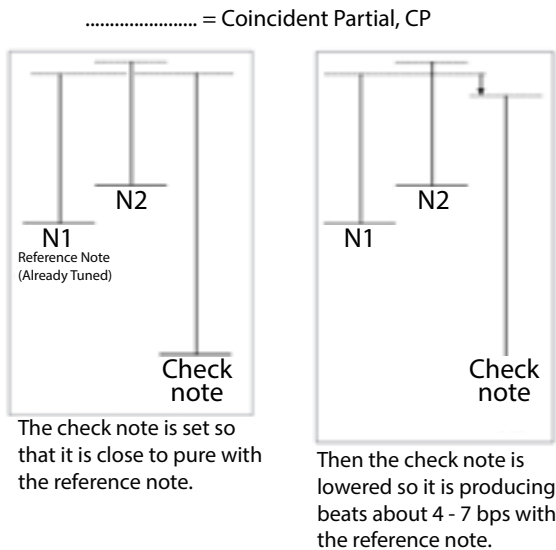 ...................... = Coincident Partial, CP
N2
N1
Reference Note
(Already Tuned)
Check
note
The check note is set so
that it is close to pure with
the reference note.
N2
N1
Check
note
Then the check note is
lowered so it is producing
beats about 4 - 7 bps with
the reference note.